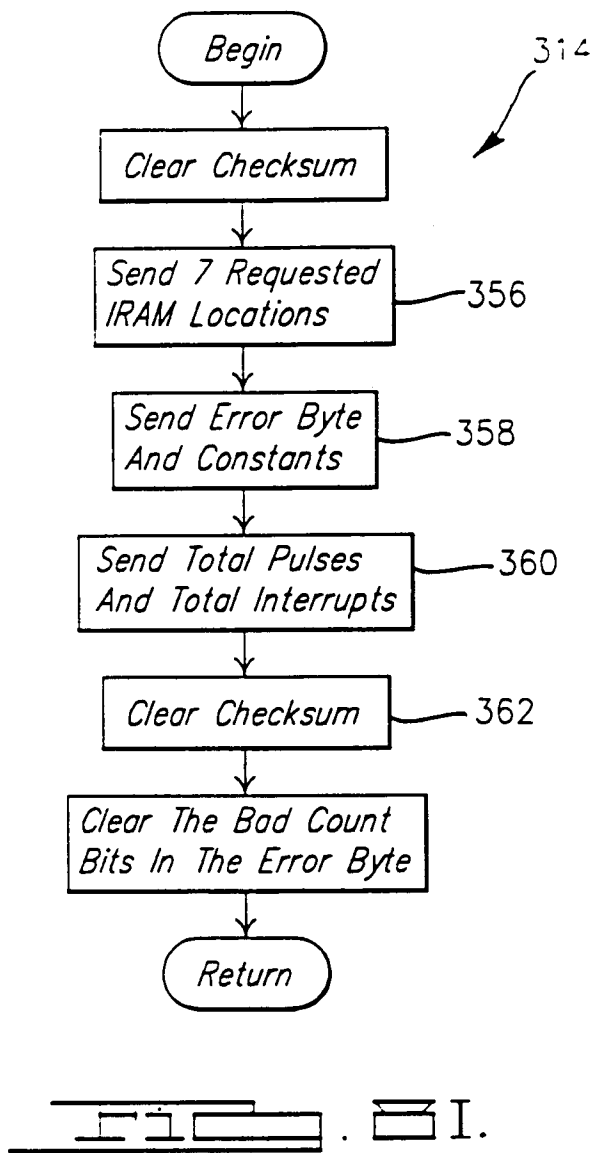 Begin
314
Clear Checksum
Send 7 Requested
IRAM Locations
356
Send Error Byte
And Constants
358
Send Total Pulses
And Total Interrupts
360
Clear Checksum
362
Clear The Bad Count
Bits In The Error Byte
Return